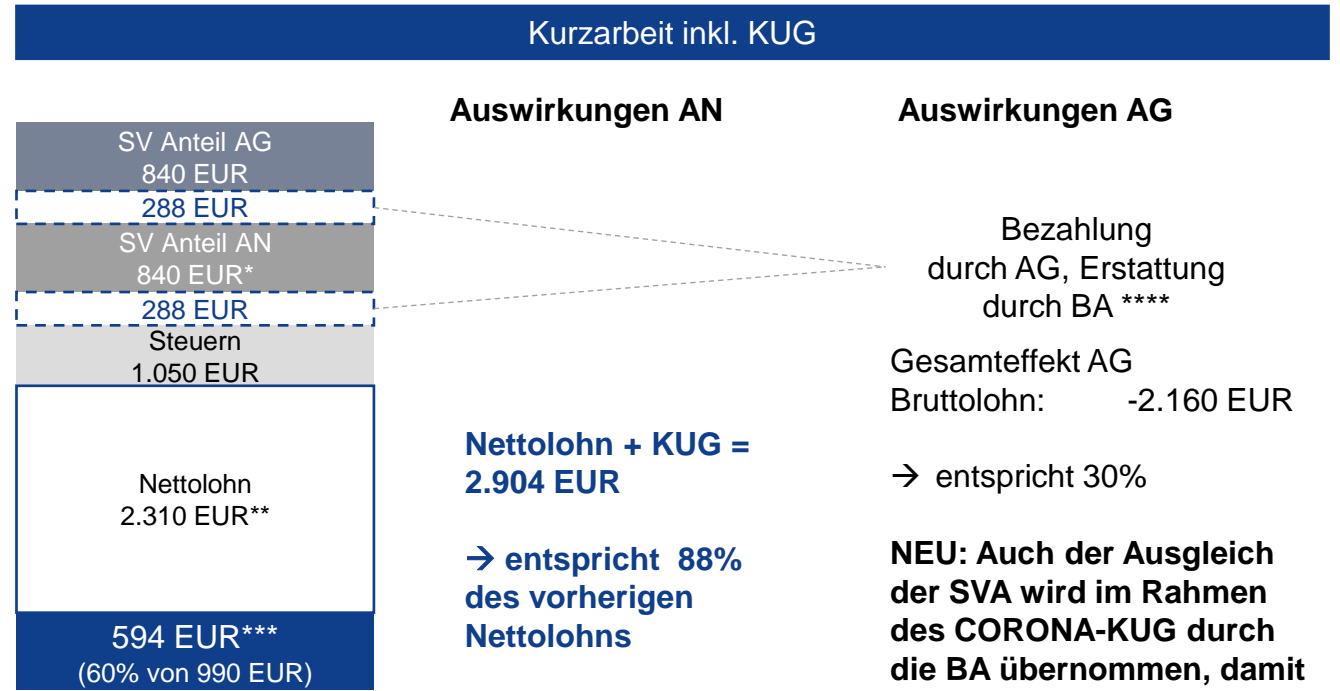 Kurzarbeit inkl. KUG
SV Anteil AG
840 EUR
288 EUR
SV Anteil AN
840 EUR*
288 EUR
Steuern
1.050 EUR
Nettolohn
2.310 EUR**
594 EUR***
(60% von 990 EUR)
Auswirkungen AN
Nettolohn + KUG =
2.904 EUR
→ entspricht 88%
des vorherigen
Nettolohns
Auswirkungen AG
Bezahlung
durch AG, Erstattung
durch BA ****
Gesamteffekt AG
Bruttolohn: -2.160 EUR
→ entspricht 30%
NEU: Auch der Ausgleich
der SVA wird im Rahmen
des CORONA-KUG durch
die BA übernommen, damit